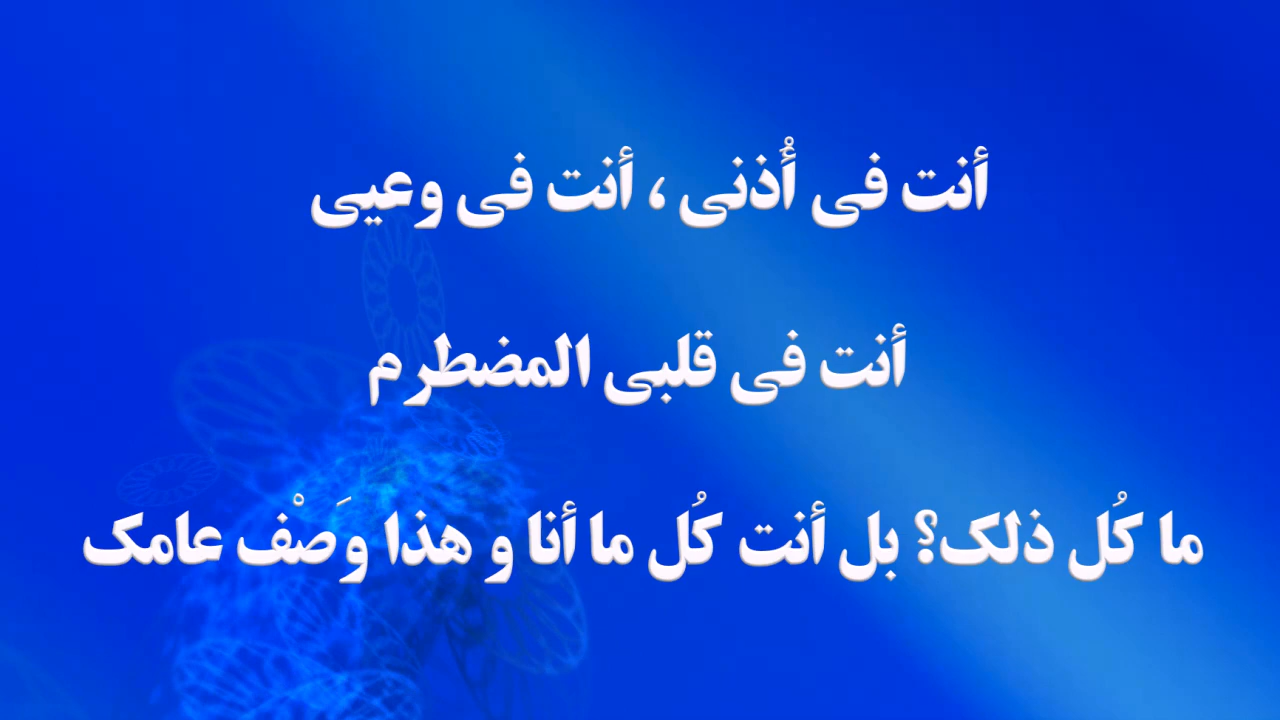 أنت فی أُذنی ، أنت فی وعیی
أنت فی قلبی المضطرم
ما کُل ذلک؟ بل أنت کُل ما أنا و هذا وَصْف عامک